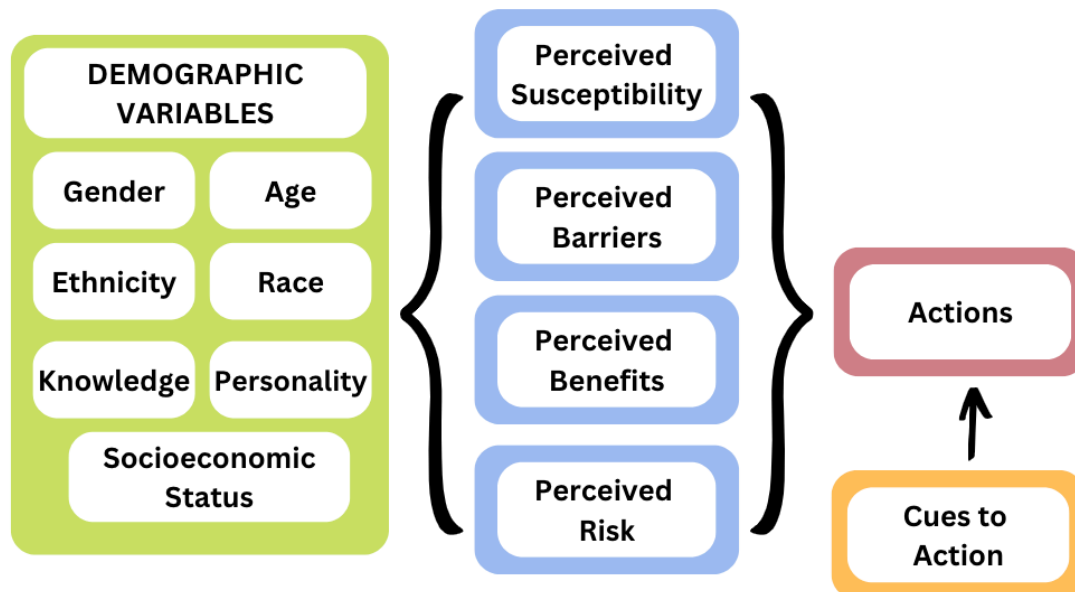 DEMOGRAPHIC
VARIABLES
Gender
Age
Ethnicity
Race
Knowledge
Personality
Socioeconomic
Status
Perceived
Susceptibility
Perceived
Barriers
Perceived
Benefits
Perceived
Risk
Actions
Cues to
Action